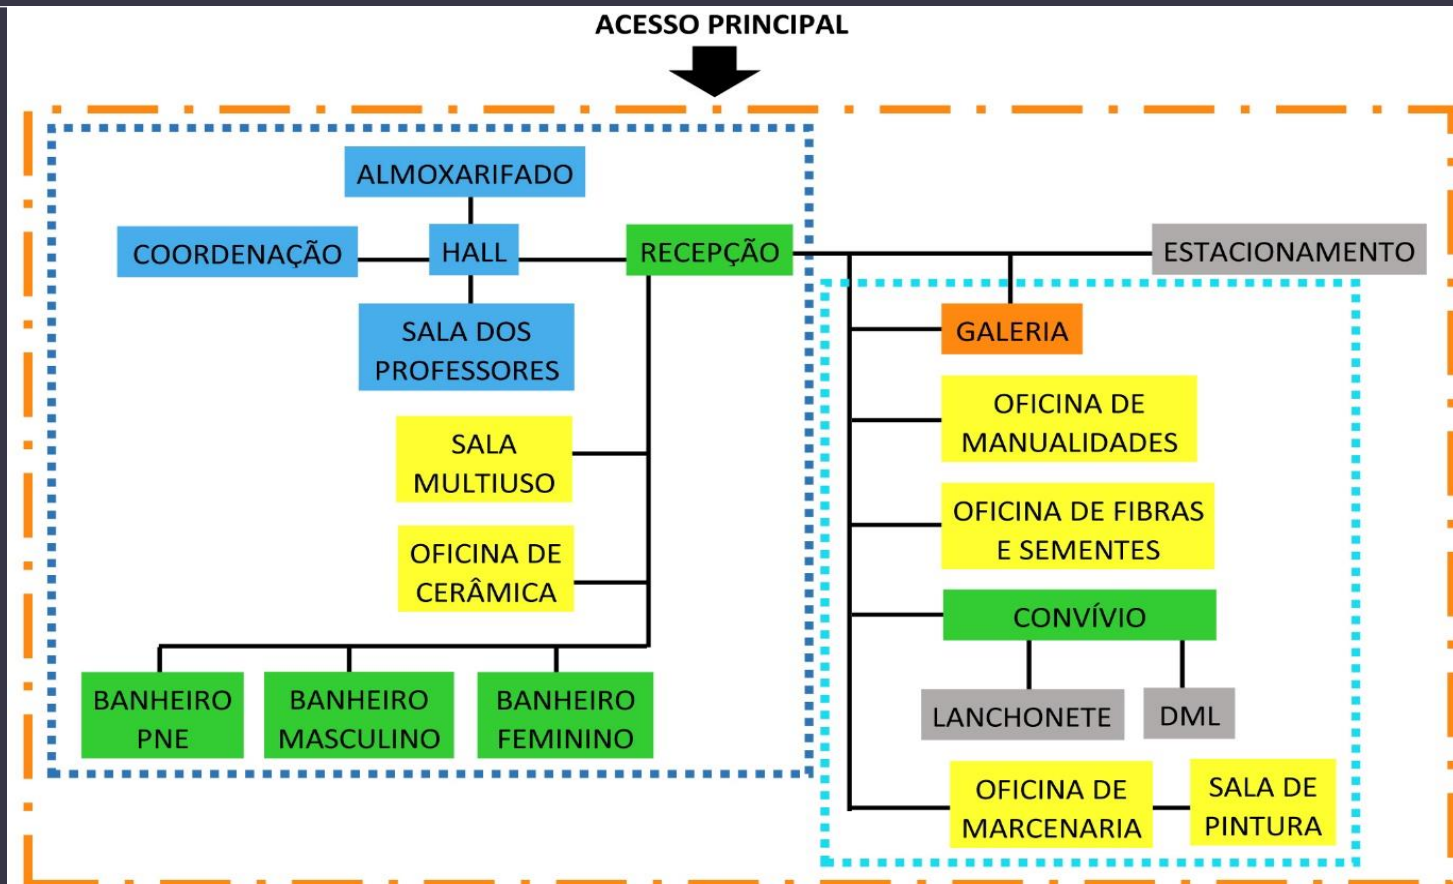 ACESSO PRINCIPAL
ALMOXARIFADO
COORDENAÇÃO
HALL
RECEPÇÃO
ESTACIONAMENTO
SALA DOS
PROFESSORES
SALA
MULTIUSO
OFICINA DE
CERÂMICA
BANHEIRO
PNE
BANHEIRO
MASCULINO
BANHEIRO
FEMININO
GALERIA
OFICINA DE
MANUALIDADES
OFICINA DE FIBRAS
E SEMENTES
CONVÍVIO
LANCHONETE
DML
OFICINA DE
MARCENARIA
SALA DE
PINTURA